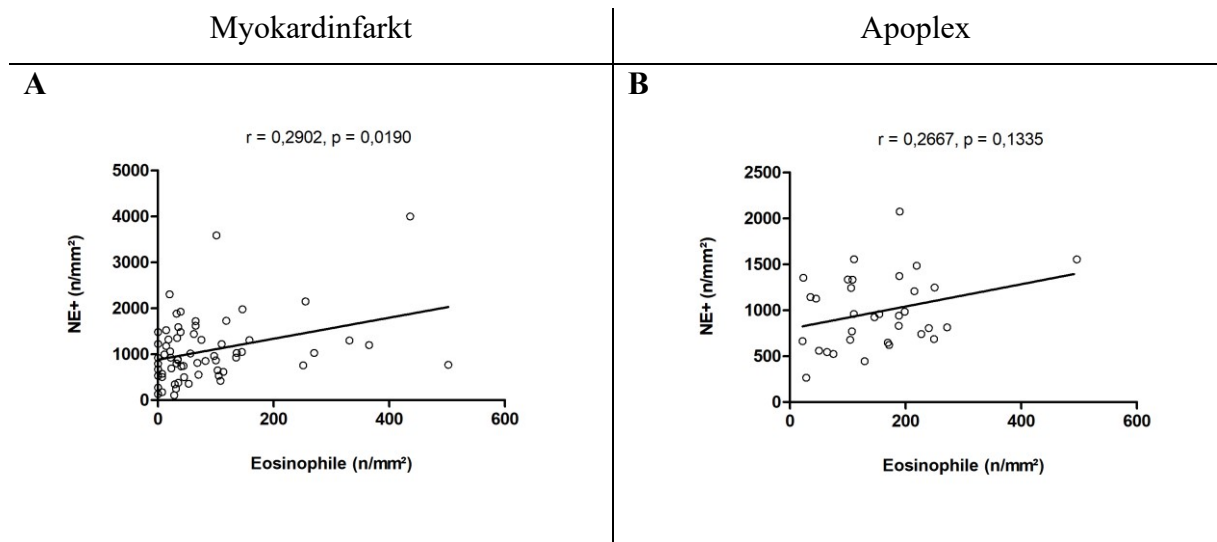 Myokardinfarkt
Apoplex
A
B
r = 0,2902, p = 0,0190
5000
4000
3000
2000
1000
0
NE+ (n/mm²)
0
200
400
600
Eosinophile (n/mm²)
r = 0,2667, p = 0,1335
2500
2000
1500
1000
500
0
NE+ (n/mm²)
0
200
400
600
Eosinophile (n/mm²)